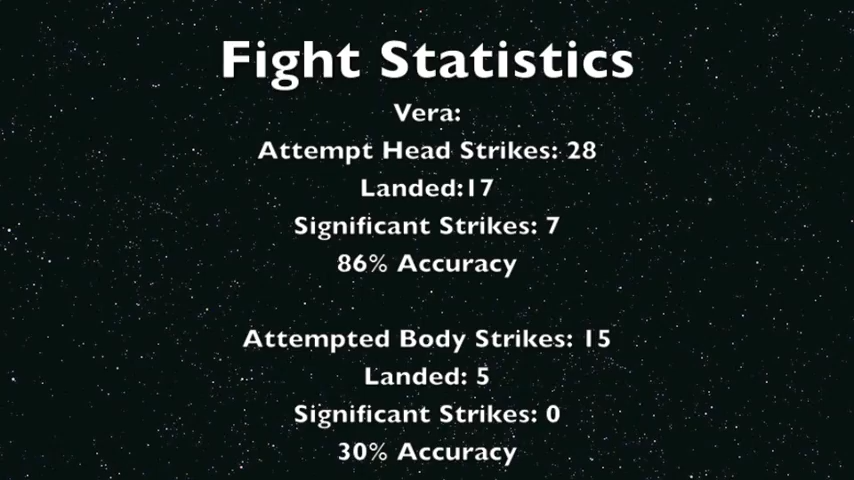 Fight Statistics
Vera:
Attempt Head Strikes: 28
Landed:17
Significant Strikes: 7
86% Accuracy
Attempted Body Strikes: 15
Landed: 5
Significant Strikes: 0
30% Accuracy